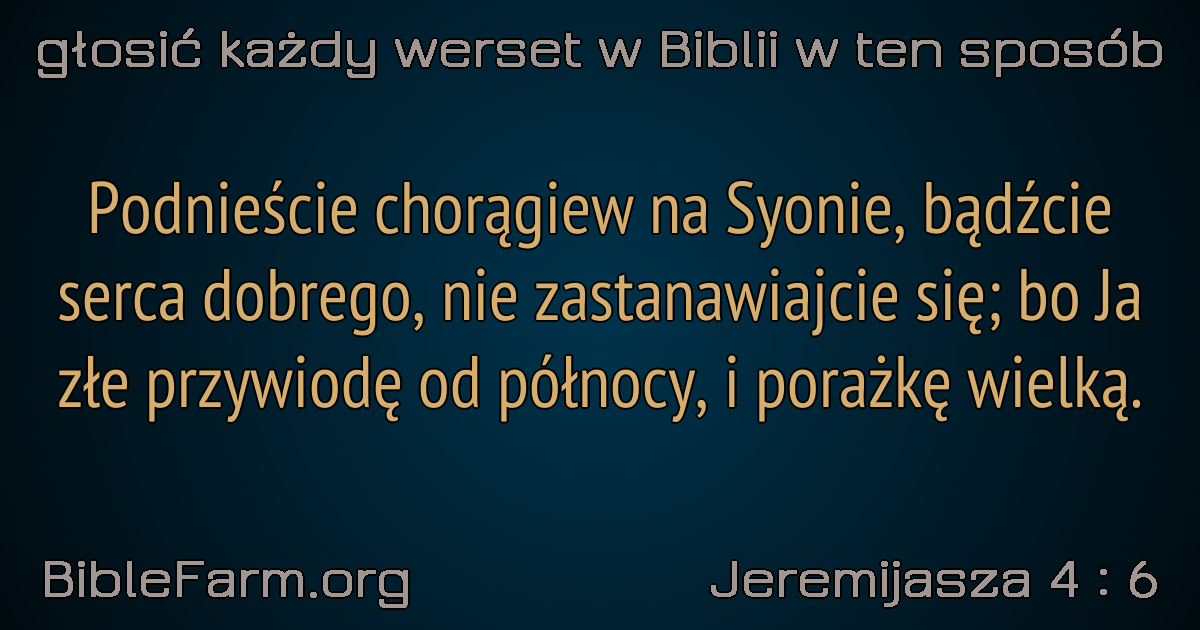 głosić każdy werset w Biblii w ten sposób
Podnieście chorągiew na Syonie, bądźcie
serca dobrego, nie zastanawiajcie się; bo Ja
złe przywiodę od północy, i porażkę wielką.
BibleFarm.org
Jeremijasza 4 : 6